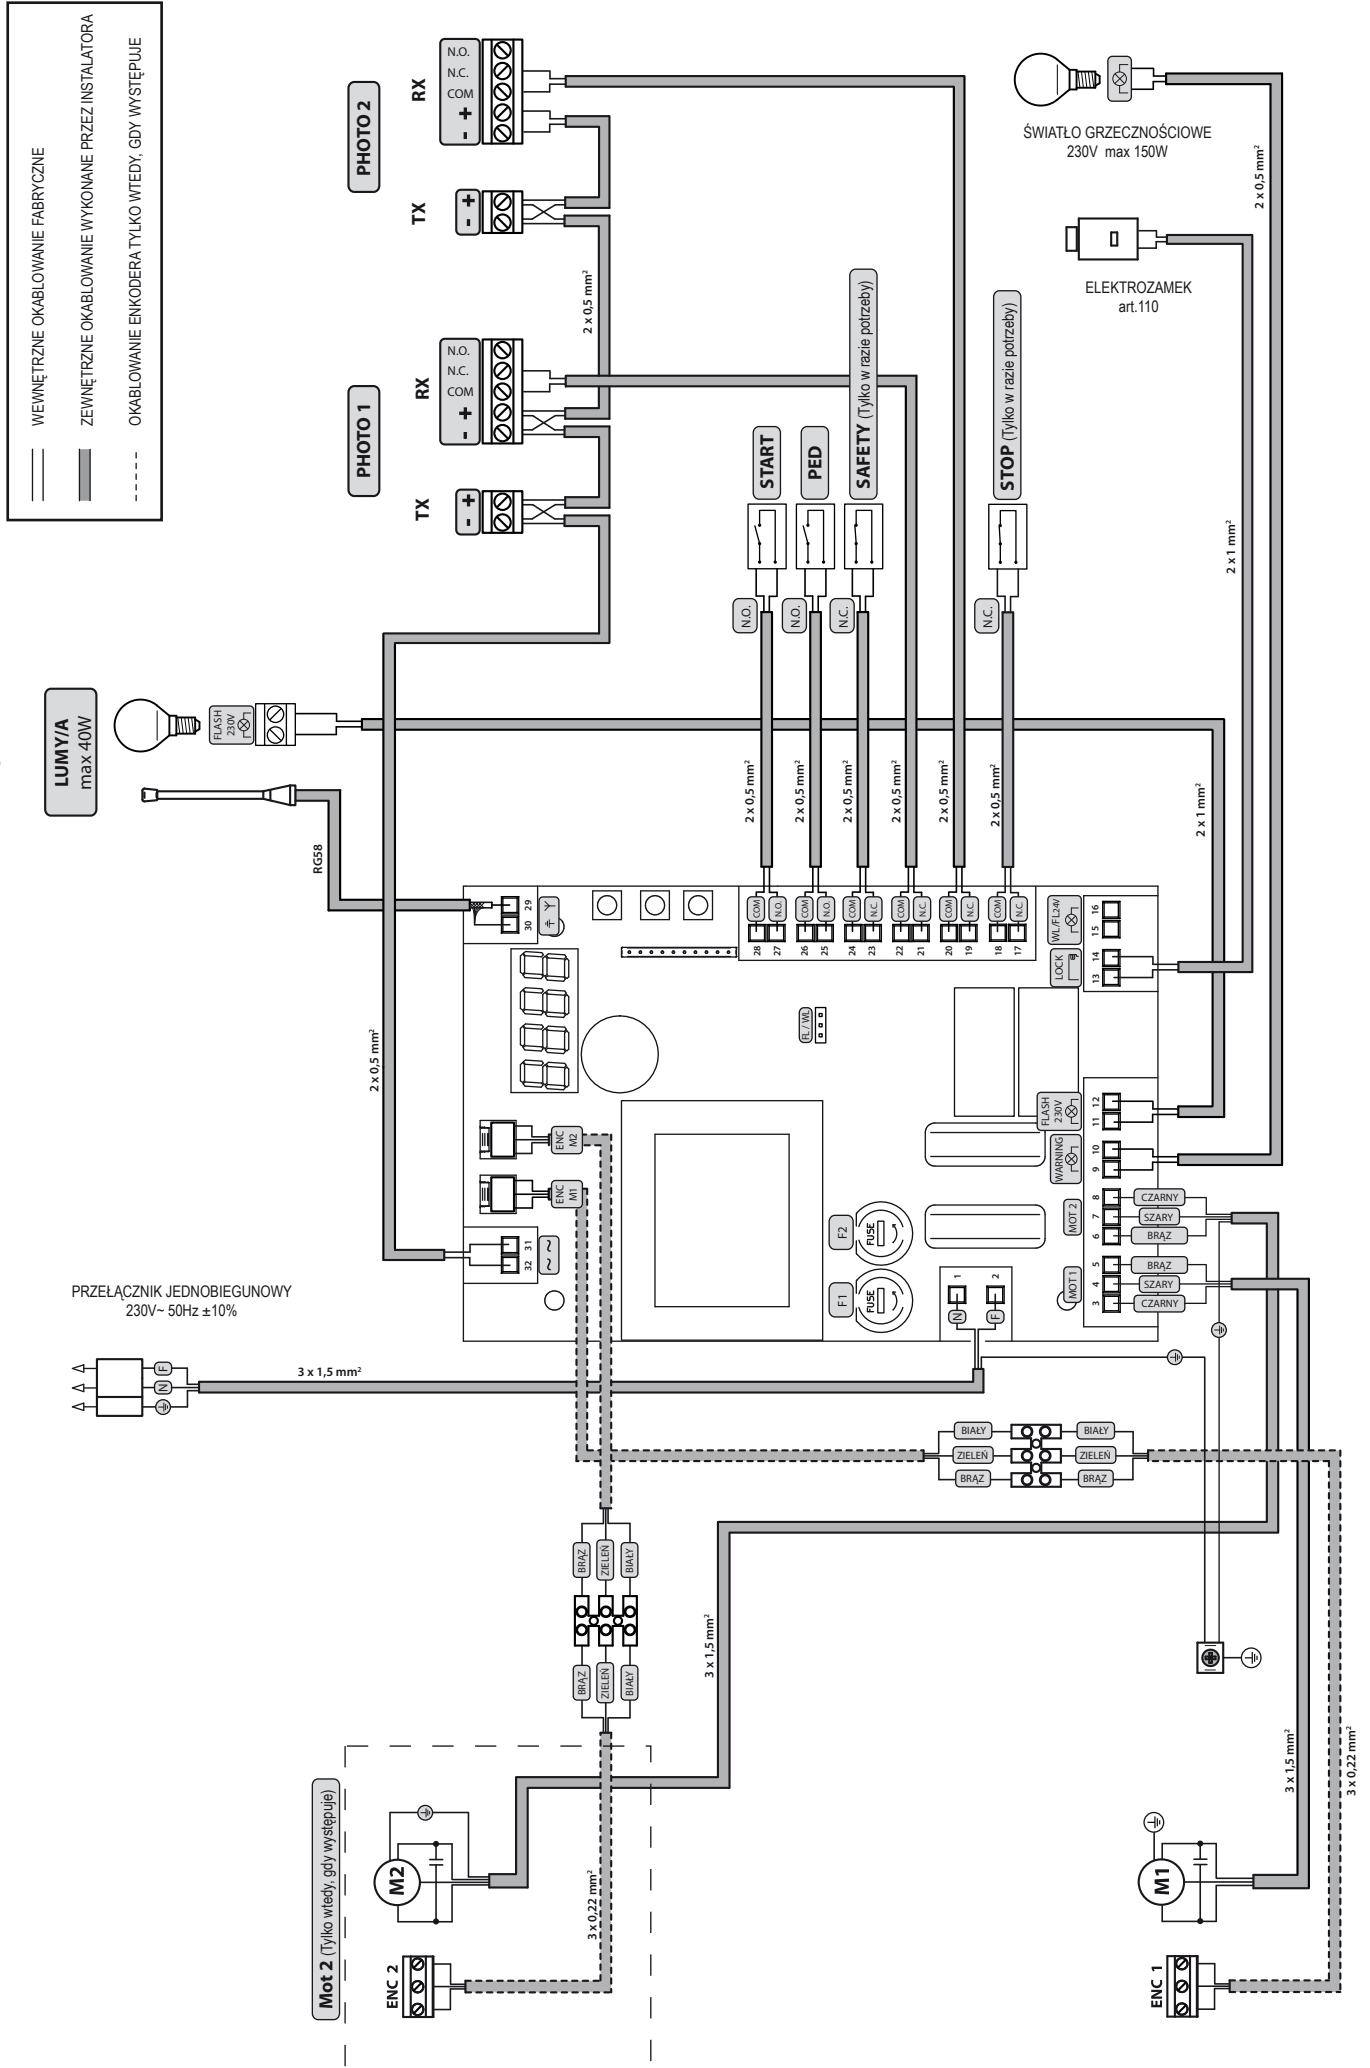 WEWNĘTRZNE OKABLOWANIE FABRYCZNE
ZEWNĘTRZNE OKABLOWANIE WYKONANE PRZEZ INSTALATORA
OKABLOWANIE ENKODERA TYLKO WTEDY, GDY WYSTĘPUJE
PHOTO 2
RX
N.O.
N.C.
COM
+
-
TX
- +
2 x 0,5 mm²
PHOTO 1
RX
N.O.
N.C.
COM
+
-
TX
- +
ŚWIATŁO GRZECZNOŚCIOWE
230V max 150W
2 x 0,5 mm²
ELEKTROZAMEK
art.110
2 x 1 mm²
START
N.O.
PED
N.O.
SAFETY (Tylko w razie potrzeby)
N.C.
STOP (Tylko w razie potrzeby)
N.C.
LUMY/A
max 40W
FLASH
230V
RG58
2 x 0,5 mm²
2 x 0,5 mm²
2 x 0,5 mm²
2 x 0,5 mm²
2 x 0,5 mm²
2 x 0,5 mm²
2 x 1 mm²
2 x 0,5 mm²
30 29
COM
N.O.
28
27
COM
N.O.
26
25
COM
N.C.
24
23
COM
N.C.
22
21
COM
N.C.
20
19
COM
N.C.
18
17
WL/FL24V
16
15
LOCK
14
13
FL / WL
FLASH
230V
12
11
WARNING
10
9
MOT 2
8
7
6
CZARNY
SZARY
BRĄZ
MOT 1
5
4
3
BRĄZ
SZARY
CZARNY
ENC
M2
ENC
M1
32 31
~ ~
F2
FUSE
F1
FUSE
1
2
N
F
PRZEŁĄCZNIK JEDNOBIEGUNOWY
230V~ 50Hz ±10%
F
N
3 x 1,5 mm²
BIAŁY
ZIELEŃ
BRĄZ
BIAŁY
ZIELEŃ
BRĄZ
BRĄZ
ZIELEŃ
BIAŁY
BRĄZ
ZIELEŃ
BIAŁY
3 x 1,5 mm²
Mot 2 (Tylko wtedy, gdy występuje)
M2
3 x 0,22 mm²
ENC 2
M1
3 x 1,5 mm²
3 x 0,22 mm²
ENC 1